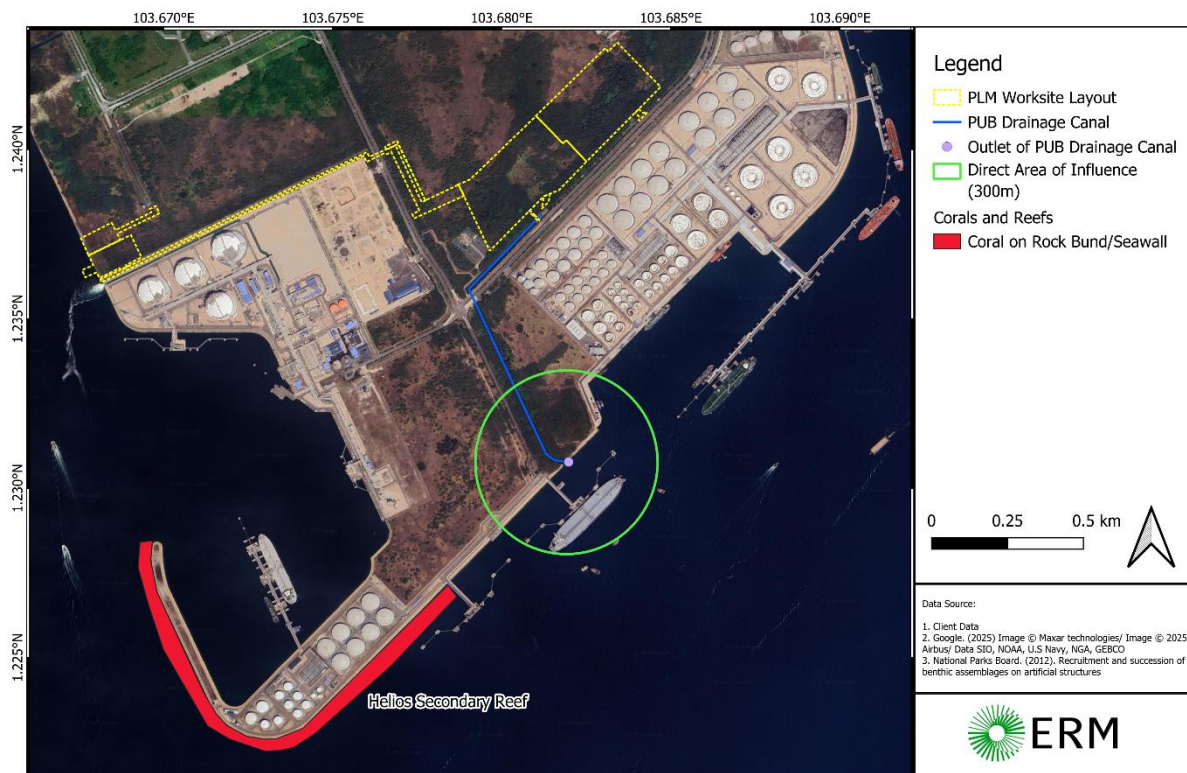 103.670°E
103.675°E
103.680°E
103.685°E
103.690°E
1.240°N
1.235°N
1.230°N
1.225°N
Helios Secondary Reef
Legend
PLM Worksite Layout
PUB Drainage Canal
Outlet of PUB Drainage Canal
Direct Area of Influence
(300m)
Corals and Reefs
Coral on Rock Bund/Seawall
0 0.25 0.5 km
Data Source:
1. Client Data
2. Google. (2025) Image © Maxar technologies/ Image © 2025
Airbus/ Data SIO, NOAA, U.S Navy, NGA, GEBCO
3. National Parks Board. (2012). Recruitment and succession of
benthic assemblages on artificial structures
ERM